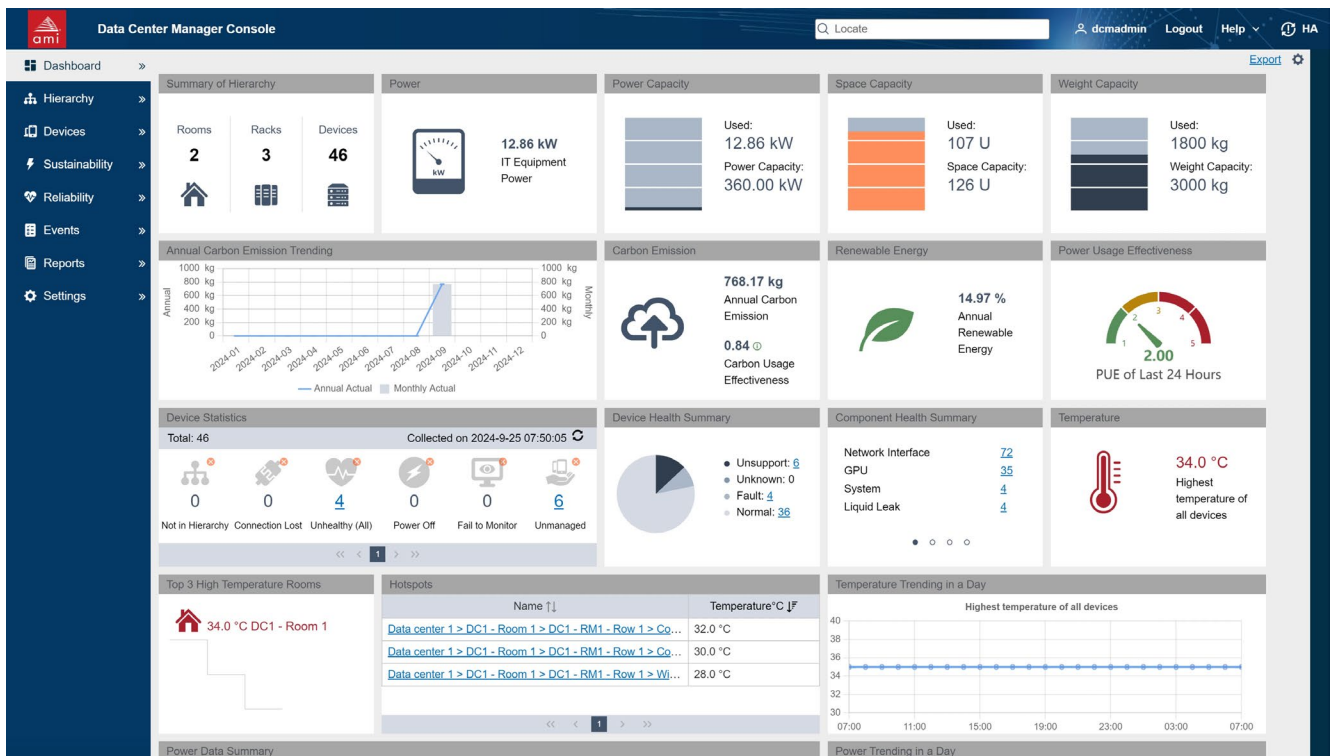 ami
Data Center Manager Console
Locate
dcmadmin
Logout
Help
HA
Dashboard
Hierarchy
Devices
Sustainability
Reliability
Events
Reports
Settings
Export
Summary of Hierarchy
Rooms Racks Devices
2 3 46
Power
kW
12.86 kW
IT Equipment
Power
Power Capacity
Used:
12.86 kW
Power Capacity:
360.00 kW
Space Capacity
Used:
107 U
Space Capacity:
126 U
Weight Capacity
Used:
1800 kg
Weight Capacity:
3000 kg
Annual Carbon Emission Trending
1000 kg 1000 kg
800 kg 800 kg
600 kg 600 kg
400 kg 400 kg
200 kg 200 kg
0 0
Annual
Monthly
2024-01 2024-02 2024-03 2024-04 2024-05 2024-06 2024-07 2024-08 2024-09 2024-10 2024-11 2024-12
Annual Actual Monthly Actual
Carbon Emission
768.17 kg
Annual Carbon
Emission
0.84
Carbon Usage
Effectiveness
Renewable Energy
14.97 %
Annual
Renewable
Energy
Power Usage Effectiveness
1 2 3 4 5
2.00
PUE of Last 24 Hours
Device Statistics
Total: 46 Collected on 2024-9-25 07:50:05
0 0 4 0 0 6
Not in Hierarchy Connection Lost Unhealthy (All) Power Off Fail to Monitor Unmanaged
1
Device Health Summary
Unsupport: 6
Unknown: 0
Fault: 4
Normal: 36
Component Health Summary
Network Interface 72
GPU 35
System 4
Liquid Leak 4
Temperature
34.0 °C
Highest
temperature of
all devices
Top 3 High Temperature Rooms
34.0 °C DC1 - Room 1
Hotspots
Name Temperature°C
Data center 1 > DC1 - Room 1 > DC1 - RM1 - Row 1 > Co... 32.0 °C
Data center 1 > DC1 - Room 1 > DC1 - RM1 - Row 1 > Co... 30.0 °C
Data center 1 > DC1 - Room 1 > DC1 - RM1 - Row 1 > Wi... 28.0 °C
1
Temperature Trending in a Day
Highest temperature of all devices
40
38
36
34
32
30
07:00 11:00 15:00 19:00 23:00 03:00 07:00
Power Data Summary
Power Trending in a Day